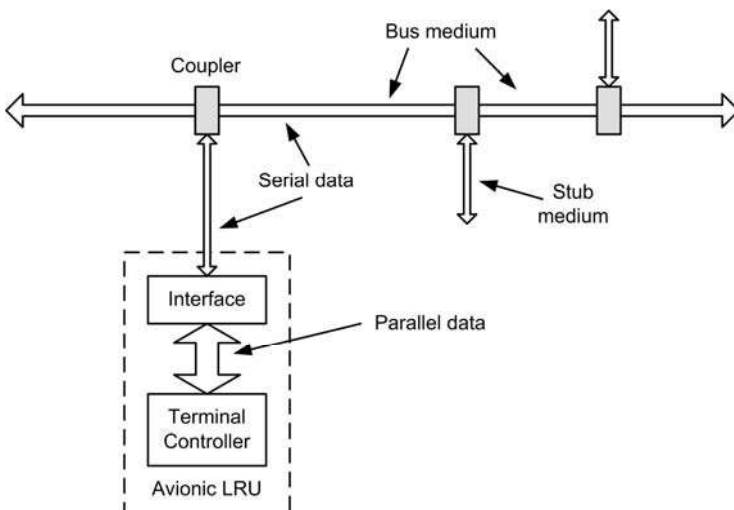 Bus medium
Coupler
Serial data
Stub
medium
Interface
Parallel data
Terminal
Controller
Avionic LRU